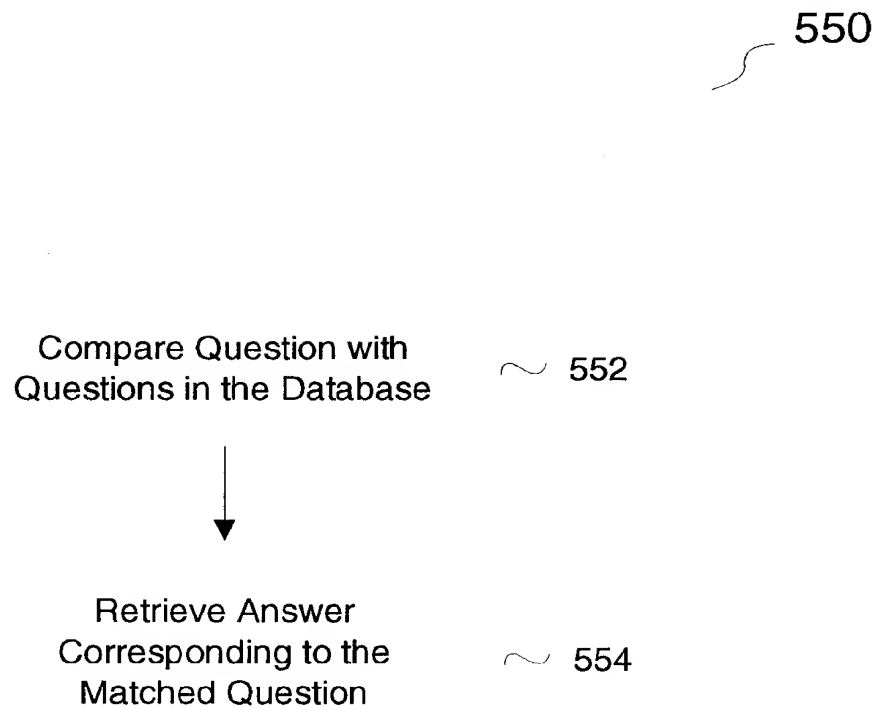 550
Compare Question with
Questions in the Database
552
Retrieve Answer
Corresponding to the
Matched Question
554